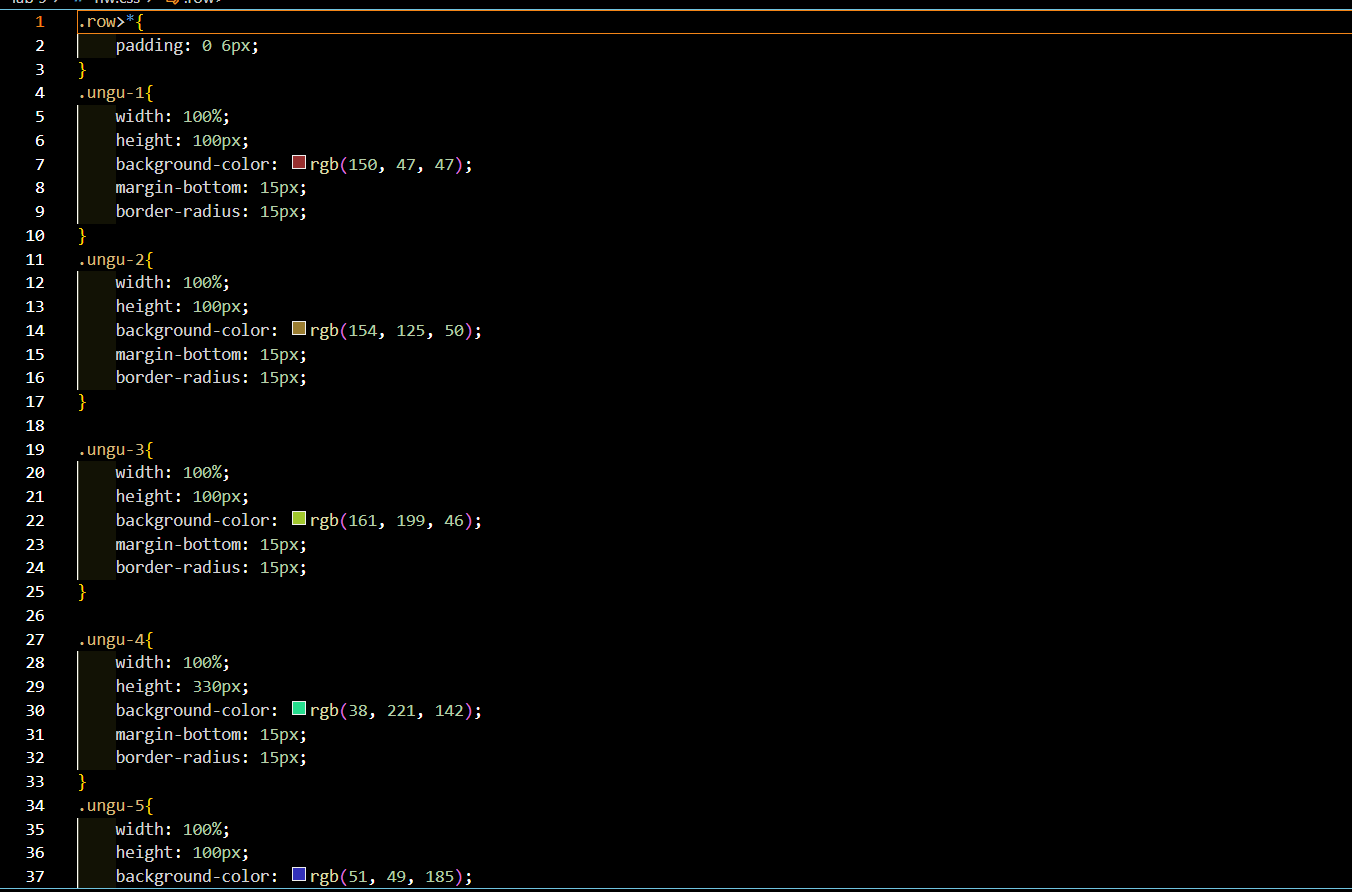 1 .row>*{
2 padding: 0 6px;
3 }
4 .ungu-1{
5 width: 100%;
6 height: 100px;
7 background-color: rgb(150, 47, 47);
8 margin-bottom: 15px;
9 border-radius: 15px;
10 }
11 .ungu-2{
12 width: 100%;
13 height: 100px;
14 background-color: rgb(154, 125, 50);
15 margin-bottom: 15px;
16 border-radius: 15px;
17 }
18
19 .ungu-3{
20 width: 100%;
21 height: 100px;
22 background-color: rgb(161, 199, 46);
23 margin-bottom: 15px;
24 border-radius: 15px;
25 }
26
27 .ungu-4{
28 width: 100%;
29 height: 330px;
30 background-color: rgb(38, 221, 142);
31 margin-bottom: 15px;
32 border-radius: 15px;
33 }
34 .ungu-5{
35 width: 100%;
36 height: 100px;
37 background-color: rgb(51, 49, 185);